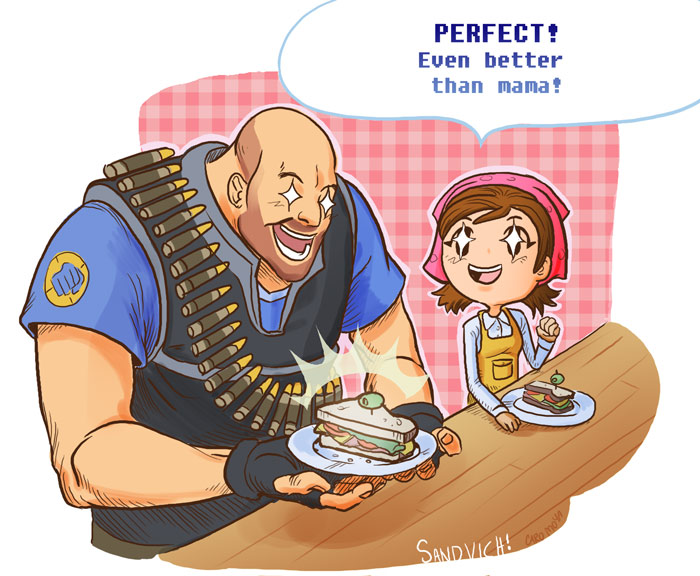 PERFECT!
Even better
than mama!
SANDVICH!